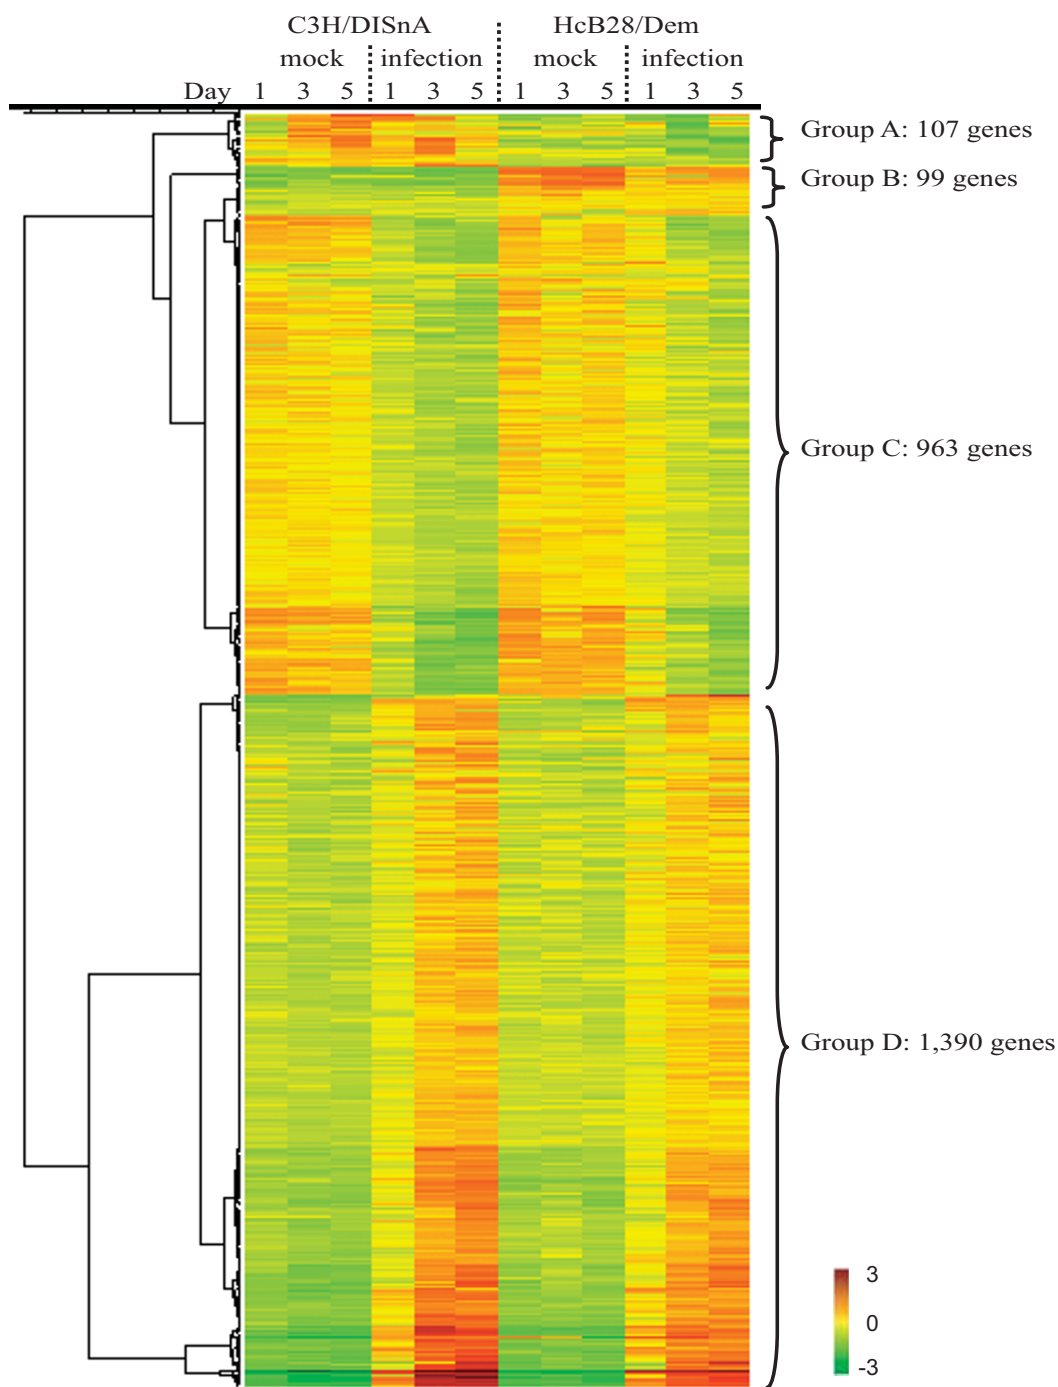 C3H/DISnA HcB28/Dem
mock infection mock infection
Day 1 3 5 1 3 5 1 3 5 1 3 5
Group A: 107 genes
Group B: 99 genes
Group C: 963 genes
Group D: 1,390 genes
3
0
-3